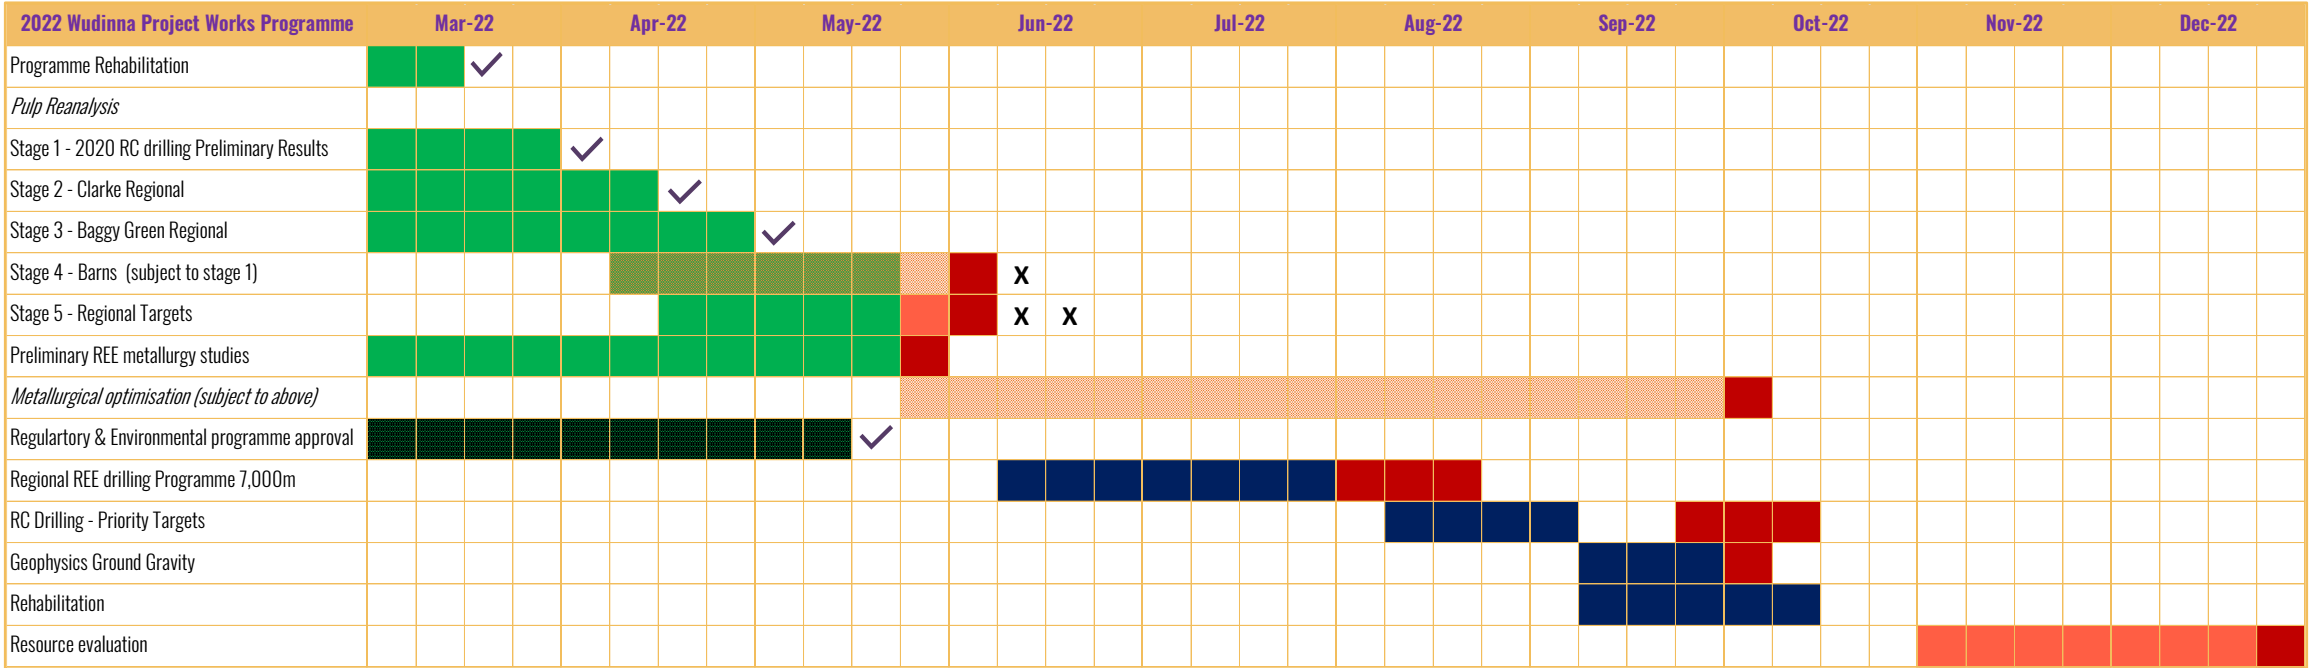 2022 Wudinna Project Works Programme Mar-22 Apr-22 May-22 Jun-22 Jul-22 Aug-22 Sep-22 Oct-22 Nov-22 Dec-22
Programme Rehabilitation
Pulp Reanalysis
Stage 1 - 2020 RC drilling Preliminary Results
Stage 2 - Clarke Regional
Stage 3 - Baggy Green Regional
Stage 4 - Barns (subject to stage 1) X
Stage 5 - Regional Targets X X
Preliminary REE metallurgy studies
Metallurgical optimisation (subject to above)
Regulartory & Environmental programme approval
Regional REE drilling Programme 7,000m
RC Drilling - Priority Targets
Geophysics Ground Gravity
Rehabilitation
Resource evaluation